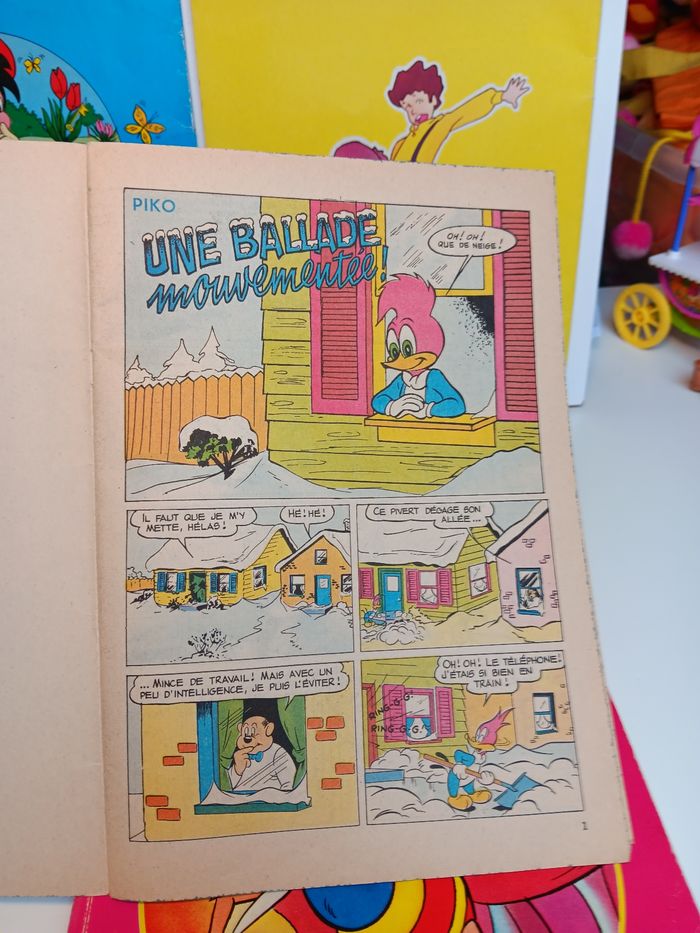 PIKO
UNE BALLADE
mouvementée!
OH! OH!
QUE DE NEIGE!
IL FAUT QUE JE M'Y
METTE, HÉLAS!
HÉ! HÉ!
CE PIVERT DÉGAGE SON
ALLÉE...
... MINCE DE TRAVAIL! MAIS AVEC UN
PEU D'INTELLIGENCE, JE PUIS L'ÉVITER!
OH! OH! LE TÉLÉPHONE!
J'ÉTAIS SI BIEN EN
TRAIN!
RING-G-G!
RING-G-G!
1